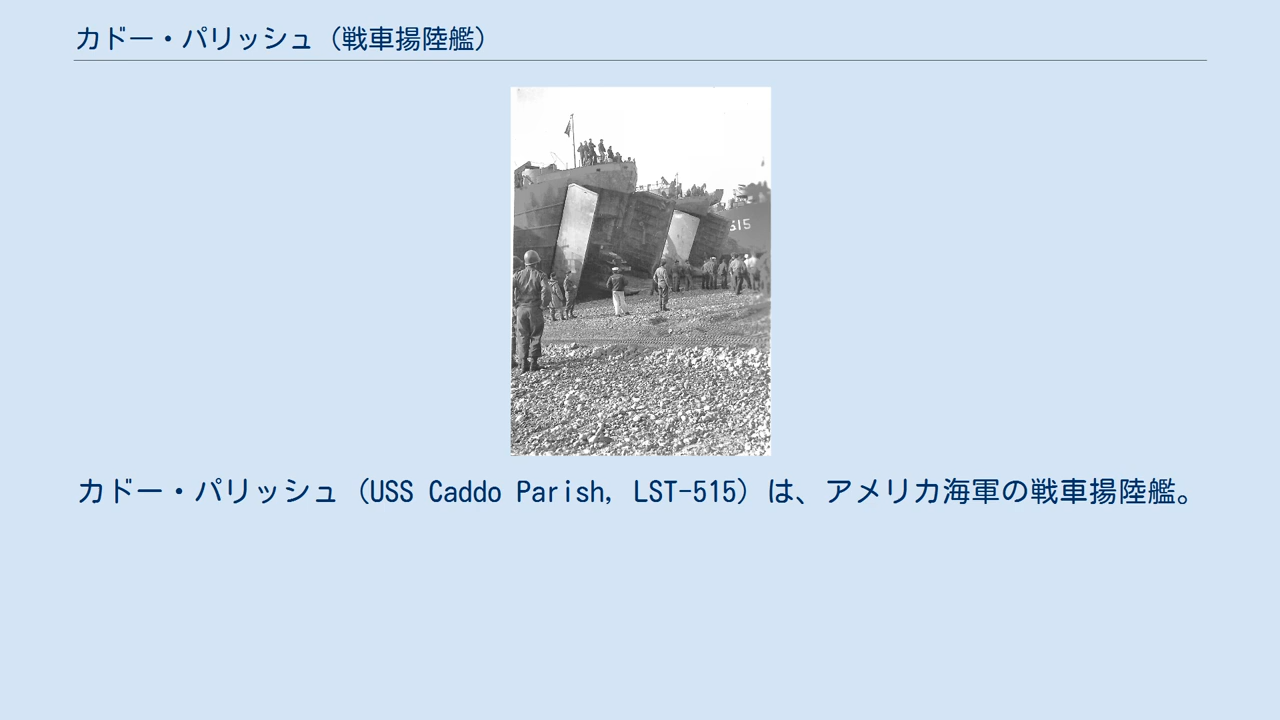 カドー・パリッシュ（戦車揚陸艦）
515
カドー・パリッシュ（USS Caddo Parish, LST-515）は、アメリカ海軍の戦車揚陸艦。